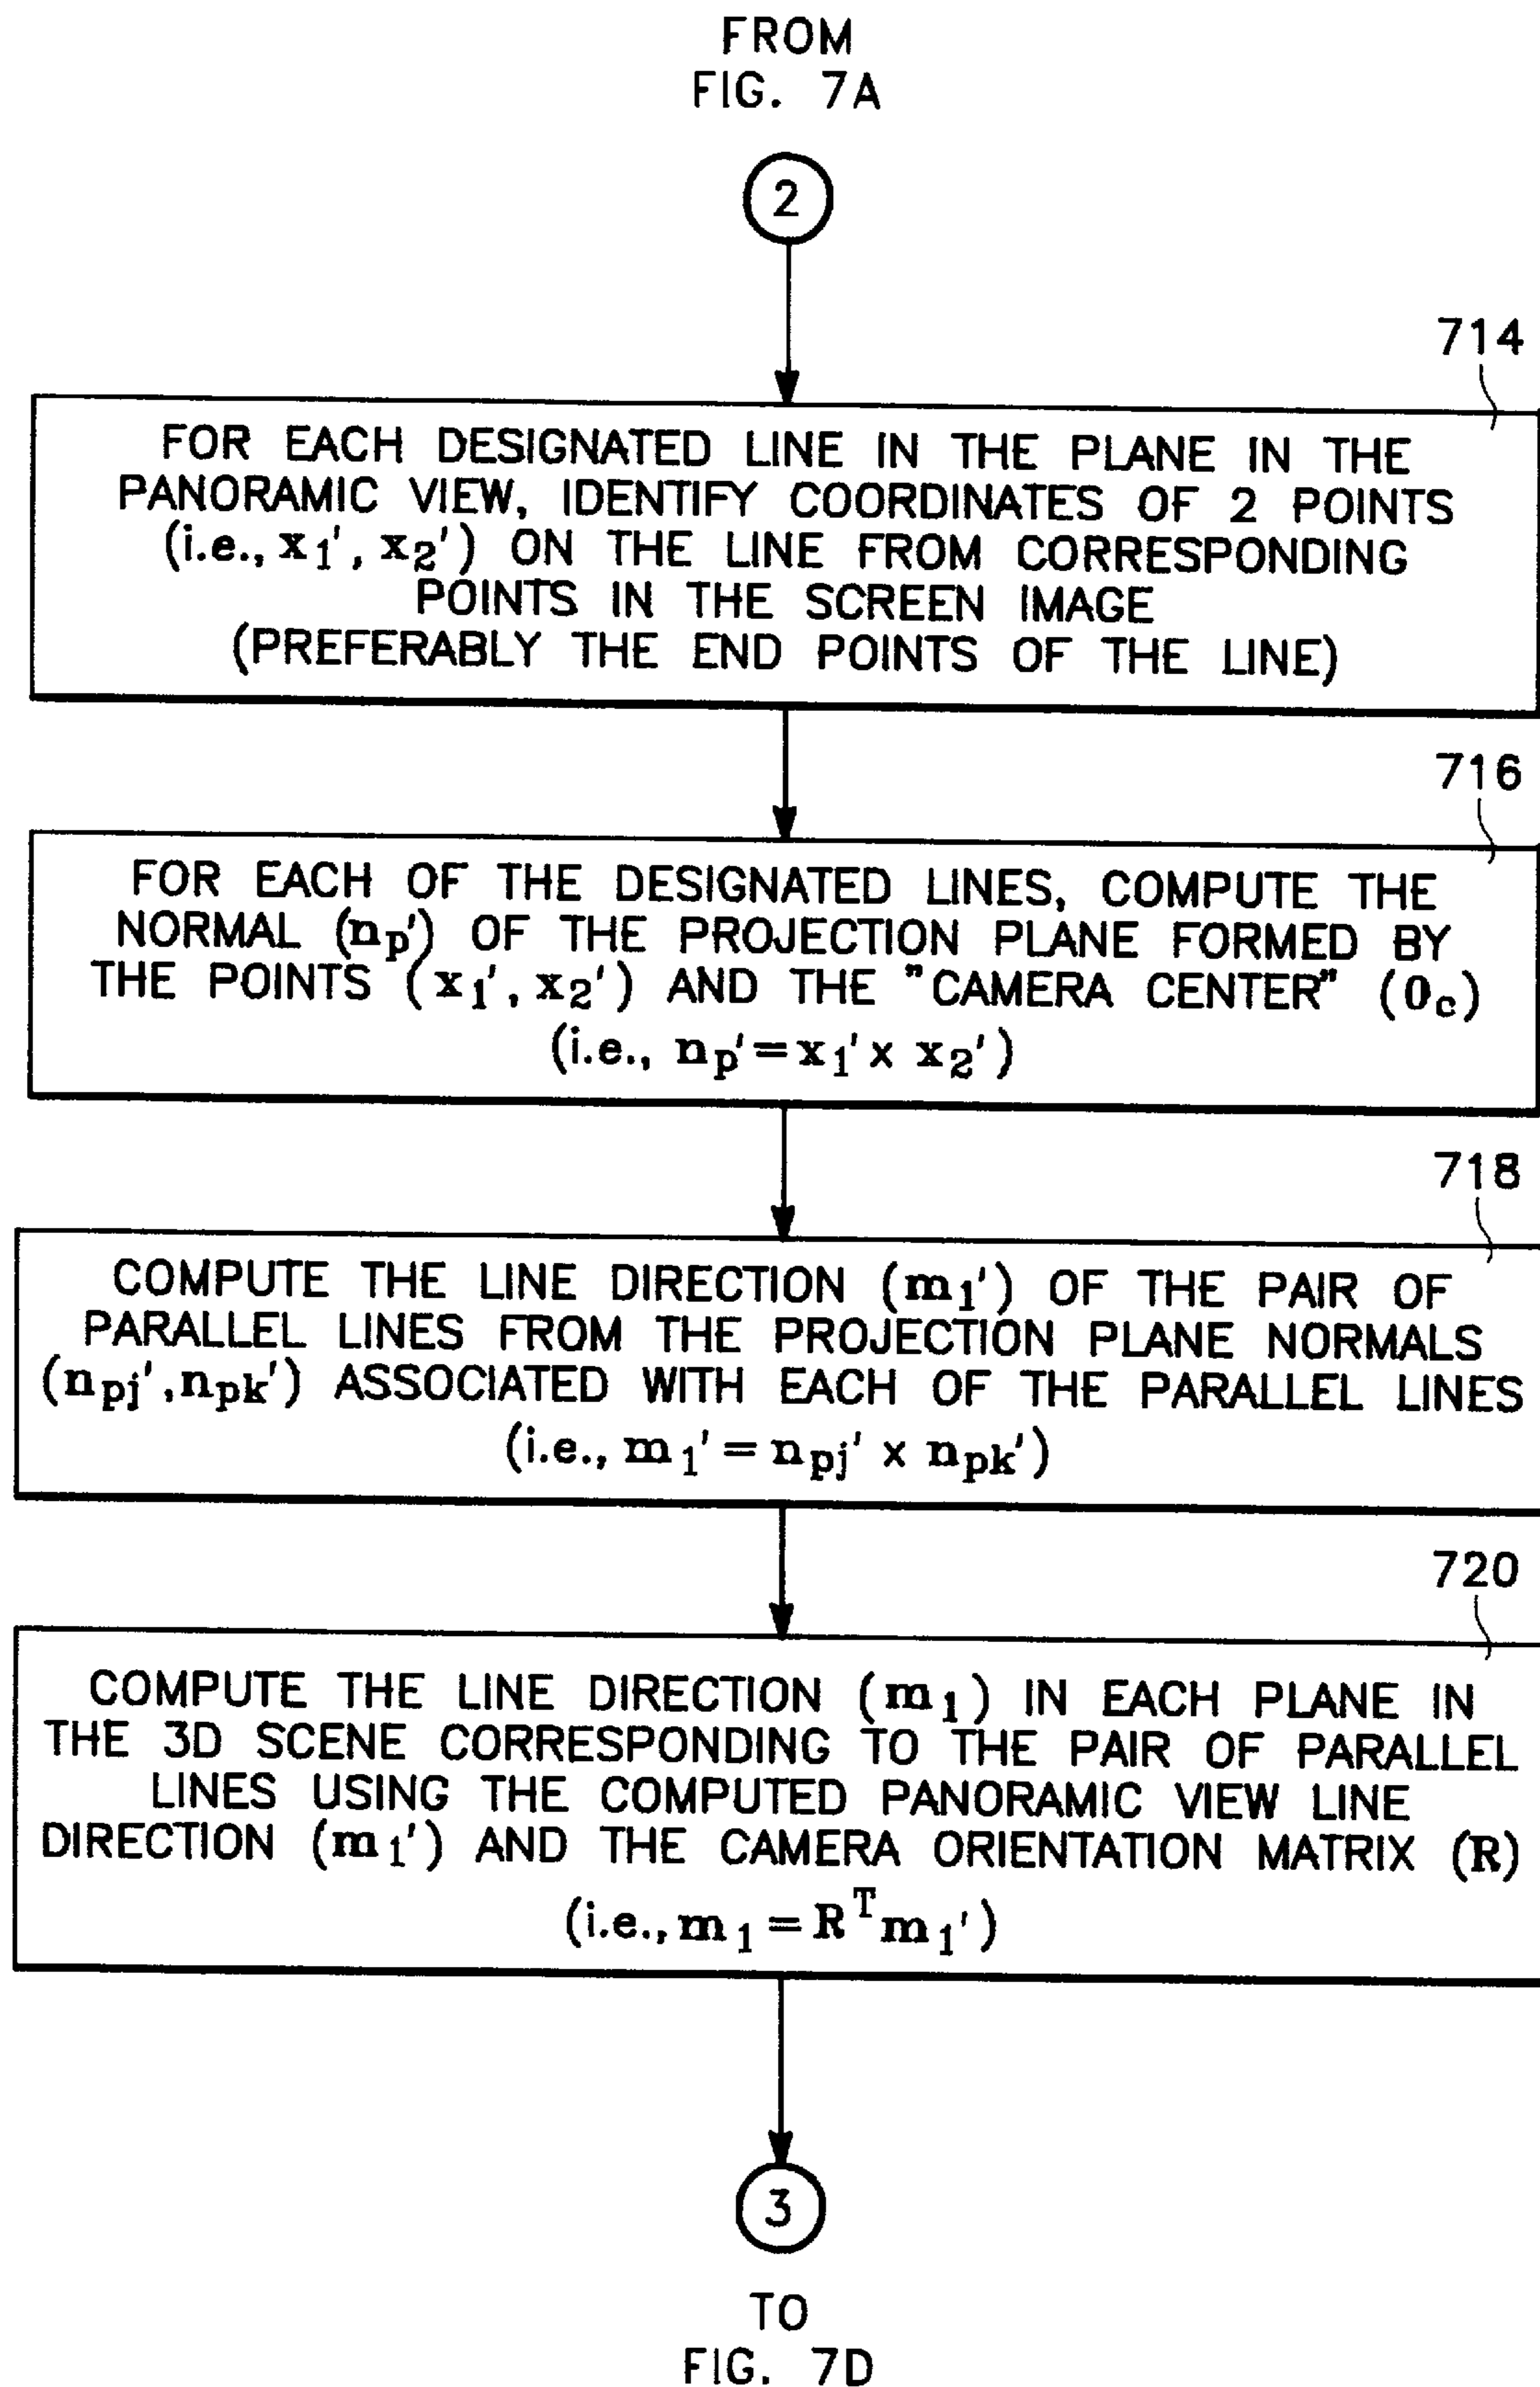 FROM
FIG. 7A
2
714
FOR EACH DESIGNATED LINE IN THE PLANE IN THE
PANORAMIC VIEW, IDENTIFY COORDINATES OF 2 POINTS
(i.e., x₁', x₂') ON THE LINE FROM CORRESPONDING
POINTS IN THE SCREEN IMAGE
(PREFERABLY THE END POINTS OF THE LINE)
716
FOR EACH OF THE DESIGNATED LINES, COMPUTE THE
NORMAL (nₚ') OF THE PROJECTION PLANE FORMED BY
THE POINTS (x₁', x₂') AND THE "CAMERA CENTER" (0c)
(i.e., nₚ' = x₁' x x₂')
718
COMPUTE THE LINE DIRECTION (m₁') OF THE PAIR OF
PARALLEL LINES FROM THE PROJECTION PLANE NORMALS
(npj', npk') ASSOCIATED WITH EACH OF THE PARALLEL LINES
(i.e., m₁' = npj' x npk')
720
COMPUTE THE LINE DIRECTION (m₁) IN EACH PLANE IN
THE 3D SCENE CORRESPONDING TO THE PAIR OF PARALLEL
LINES USING THE COMPUTED PANORAMIC VIEW LINE
DIRECTION (m₁') AND THE CAMERA ORIENTATION MATRIX (R)
(i.e., m₁ = Rᵀm₁')
3
TO
FIG. 7D